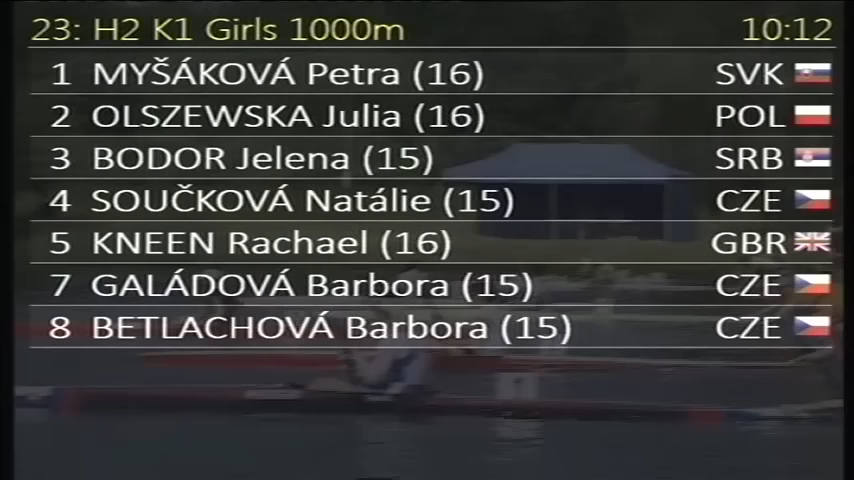 23: H2 K1 Girls 1000m 10:12
1 MYŠÁKOVÁ Petra (16) SVK
2 OLSZEWSKA Julia (16) POL
3 BODOR Jelena (15) SRB
4 SOUČKOVÁ Natálie (15) CZE
5 KNEEN Rachael (16) GBR
7 GALÁDOVÁ Barbora (15) CZE
8 BETLACHOVÁ Barbora (15) CZE